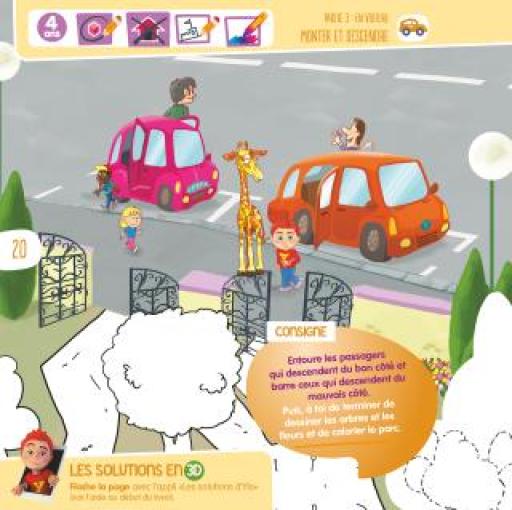 4
ans
PARTIE 3 - EN VOITURE
MONTER ET DESCENDRE
20
CONSIGNE
Entoure les passagers
qui descendent du bon côté et
barre ceux qui descendent du
mauvais côté.
Puis, à toi de terminer de
dessiner les arbres et les
fleurs et de colorier le parc.
LES SOLUTIONS EN 3D
Flashe la page avec l'appli «Les solutions d'Yio»
(voir l'aide au début du livret).